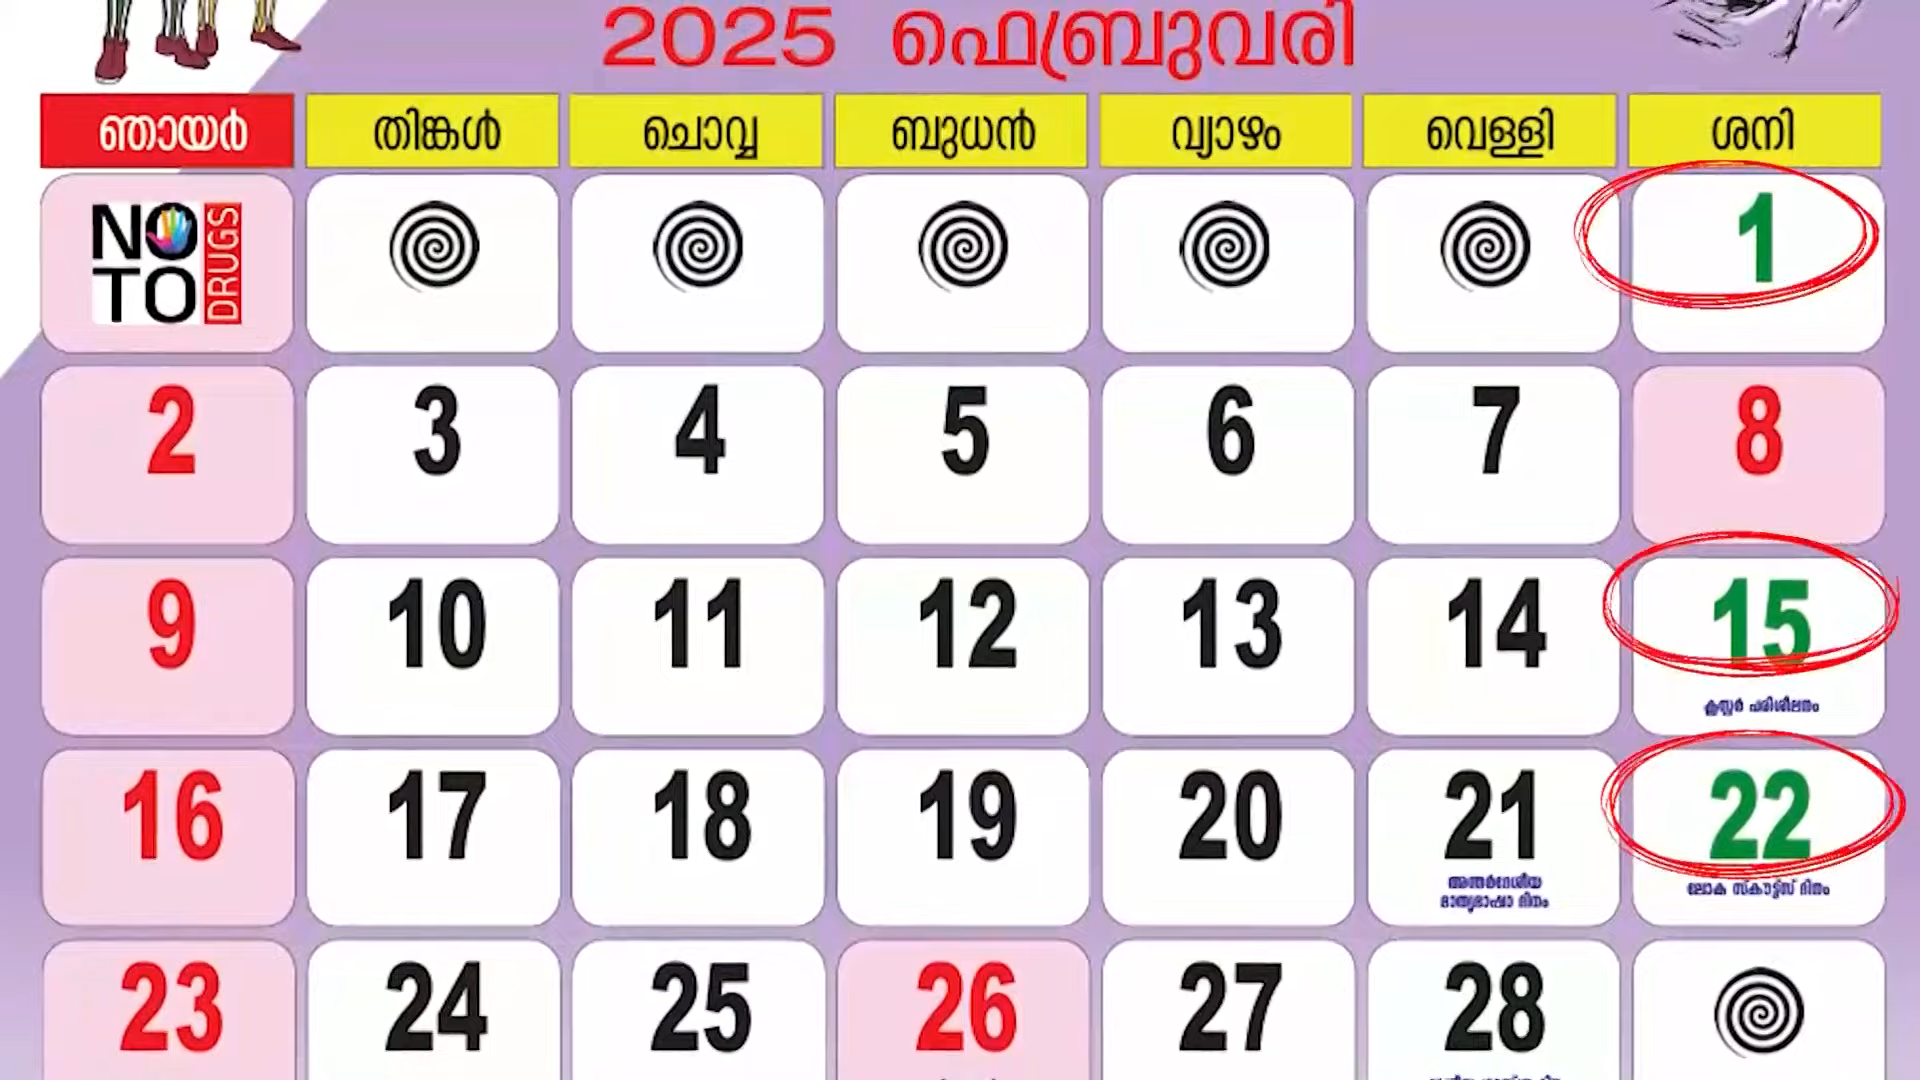 2025 ഫെബ്രുവരി
ഞായർ തിങ്കൾ ചൊവ്വ ബുധൻ വ്യാഴം വെള്ളി ശനി
NO TO DRUGS 1
2 3 4 5 6 7 8
9 10 11 12 13 14 15
ക്ലസ്റ്റർ പരിശീലനം
16 17 18 19 20 21 22
അന്തർദേശീയ
മാതൃഭാഷാ ദിനം
ലോക സ്കൗട്ട്സ് ദിനം
23 24 25 26 27 28